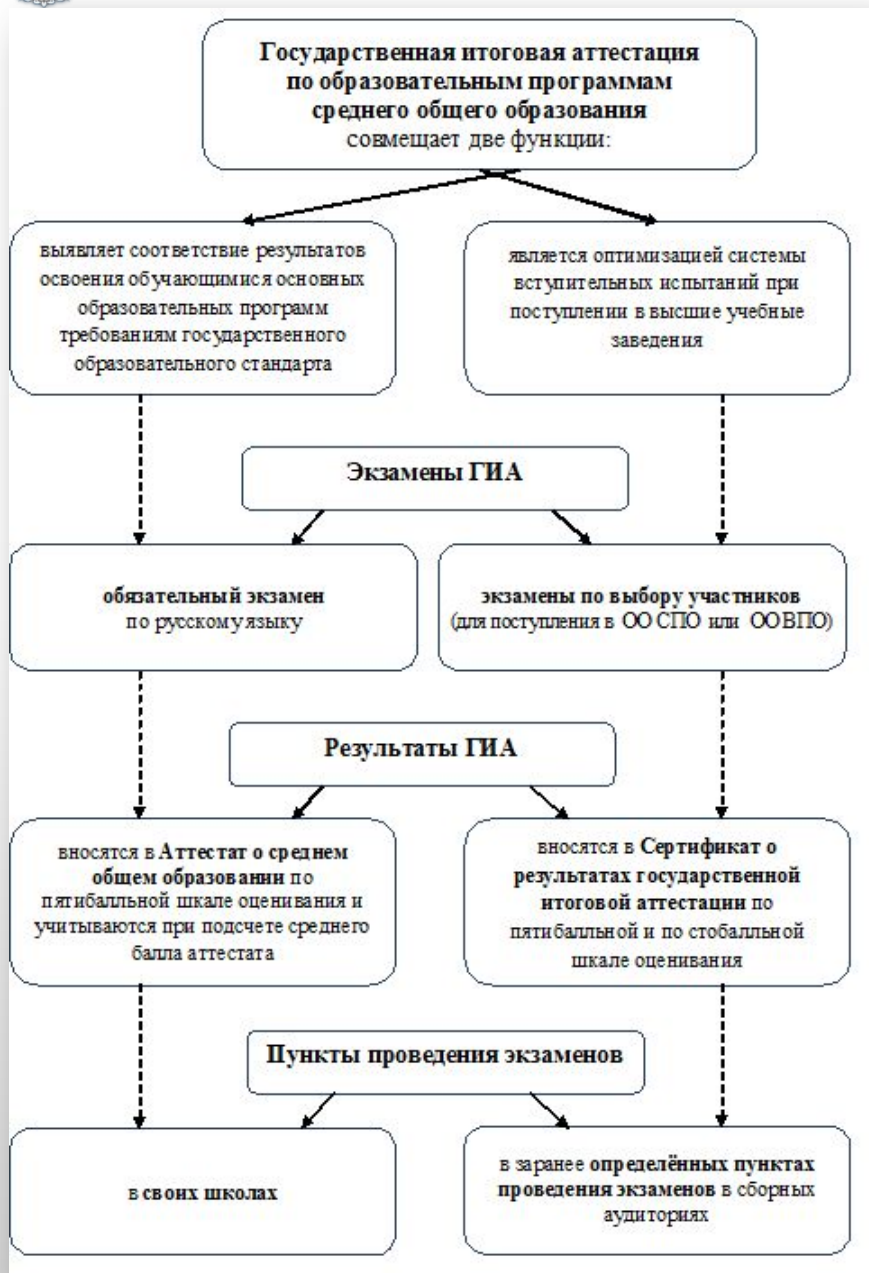 Государственная итоговая аттестация
по образовательным программам
среднего общего образования
совмещает две функции:
выявляет соответствие результатов
освоения обучающимися основных
образовательных программ
требованиям государственного
образовательного стандарта
является оптимизацией системы
вступительных испытаний при
поступлении в высшие учебные
заведения
Экзамены ГИА
обязательный экзамен
по русскому языку
экзамены по выбору участников
(для поступления в ОО СПО или ОО ВПО)
Результаты ГИА
вносятся в Аттестат о среднем
общем образовании по
пятибалльной шкале оценивания и
учитываются при подсчете среднего
балла аттестата
вносятся в Сертификат о
результатах государственной
итоговой аттестации по
пятибалльной и по стобалльной
шкале оценивания
Пункты проведения экзаменов
в своих школах
в заранее определённых пунктах
проведения экзаменов в сборных
аудиториях